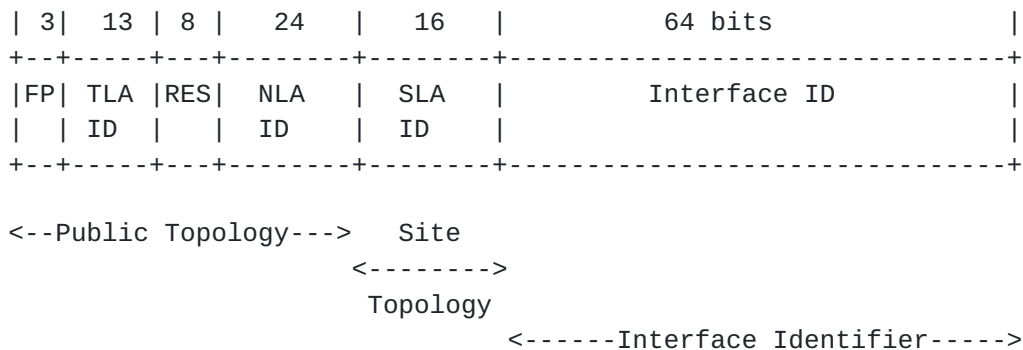 | 3|  13 | 8 |   24   |   16   |          64 bits               |
+--+-----+---+--------+--------+--------------------------------+
|FP| TLA |RES|  NLA   |  SLA   |         Interface ID           |
|  | ID  |   |  ID    |  ID    |                                |
+--+-----+---+--------+--------+--------------------------------+
<--Public Topology--->   Site
                      <-------->
                       Topology
                                <------Interface Identifier----->